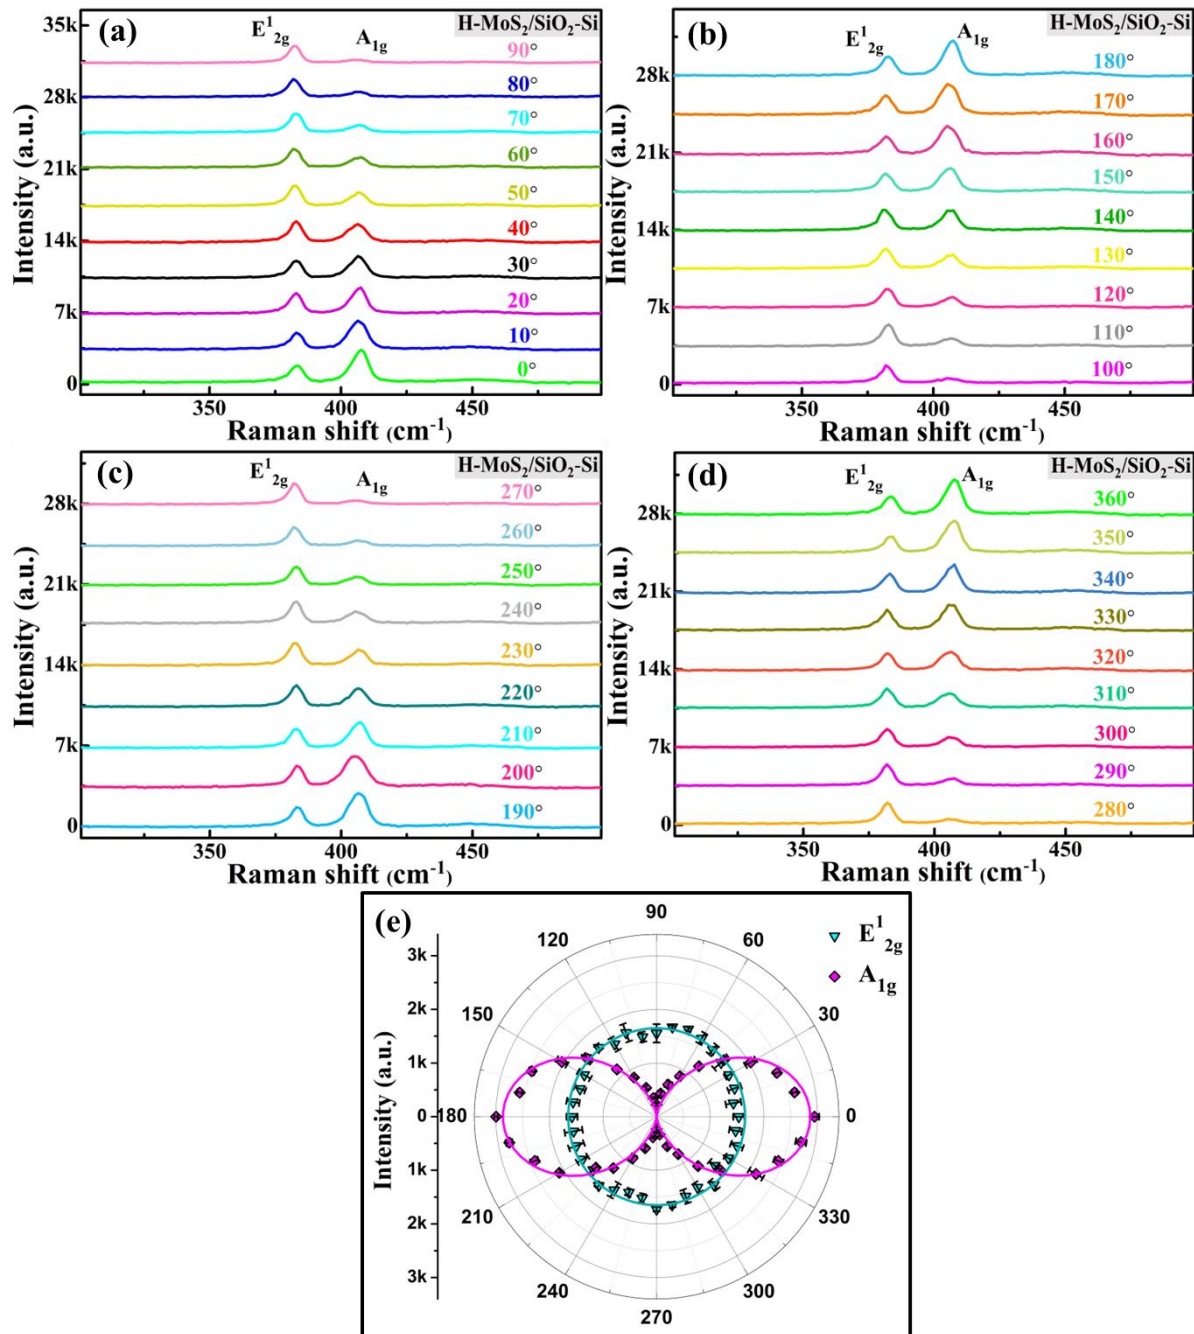 (a)
H-MoS₂/SiO₂-Si
E¹₂g
A₁g
35k
28k
21k
14k
7k
0
Intensity (a.u.)
90°
80°
70°
60°
50°
40°
30°
20°
10°
0°
350
400
450
Raman shift (cm⁻¹)
(b)
H-MoS₂/SiO₂-Si
E¹₂g
A₁g
28k
21k
14k
7k
0
Intensity (a.u.)
180°
170°
160°
150°
140°
130°
120°
110°
100°
350
400
450
Raman shift (cm⁻¹)
(c)
H-MoS₂/SiO₂-Si
E¹₂g
A₁g
28k
21k
14k
7k
0
Intensity (a.u.)
270°
260°
250°
240°
230°
220°
210°
200°
190°
350
400
450
Raman shift (cm⁻¹)
(d)
H-MoS₂/SiO₂-Si
E¹₂g
A₁g
28k
21k
14k
7k
0
Intensity (a.u.)
360°
350°
340°
330°
320°
310°
300°
290°
280°
350
400
450
Raman shift (cm⁻¹)
(e)
E¹₂g
A₁g
3k
2k
1k
0
1k
2k
3k
Intensity (a.u.)
90
60
30
0
330
300
270
240
210
180
150
120